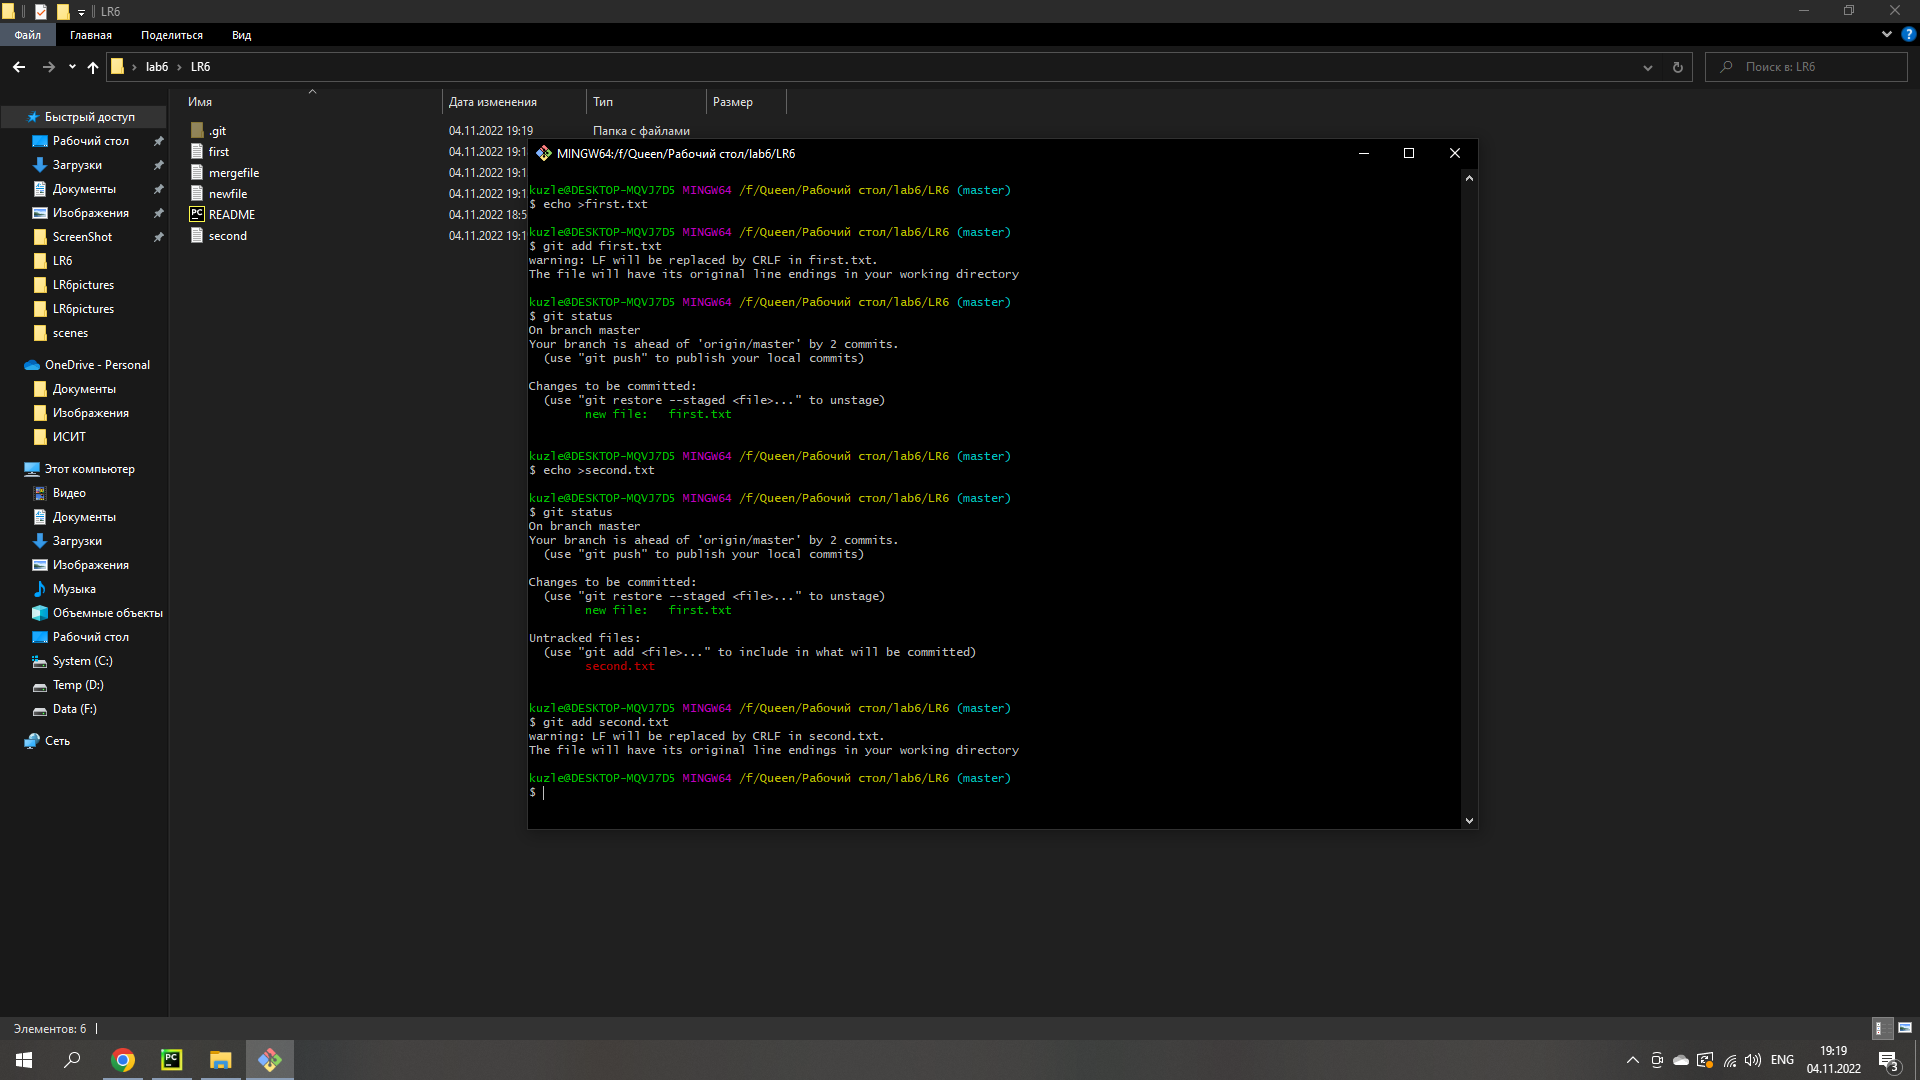 LR6
Файл
Главная
Поделиться
Вид
lab6 › LR6
Поиск в: LR6
Имя
Дата изменения
Тип
Размер
.git 04.11.2022 19:19 Папка с файлами
first 04.11.2022 19:1
mergefile 04.11.2022 19:1
newfile 04.11.2022 19:1
README 04.11.2022 18:5
second 04.11.2022 19:1
Быстрый доступ
Рабочий стол
Загрузки
Документы
Изображения
ScreenShot
LR6
LR6pictures
LR6pictures
scenes
OneDrive - Personal
Документы
Изображения
ИСИТ
Этот компьютер
Видео
Документы
Загрузки
Изображения
Музыка
Объемные объекты
Рабочий стол
System (C:)
Temp (D:)
Data (F:)
Сеть
MINGW64:/f/Queen/Рабочий стол/lab6/LR6
kuzle@DESKTOP-MQVJ7D5 MINGW64 /f/Queen/Рабочий стол/lab6/LR6 (master)
$ echo >first.txt
kuzle@DESKTOP-MQVJ7D5 MINGW64 /f/Queen/Рабочий стол/lab6/LR6 (master)
$ git add first.txt
warning: LF will be replaced by CRLF in first.txt.
The file will have its original line endings in your working directory
kuzle@DESKTOP-MQVJ7D5 MINGW64 /f/Queen/Рабочий стол/lab6/LR6 (master)
$ git status
On branch master
Your branch is ahead of 'origin/master' by 2 commits.
(use "git push" to publish your local commits)
Changes to be committed:
(use "git restore --staged <file>..." to unstage)
new file: first.txt
kuzle@DESKTOP-MQVJ7D5 MINGW64 /f/Queen/Рабочий стол/lab6/LR6 (master)
$ echo >second.txt
kuzle@DESKTOP-MQVJ7D5 MINGW64 /f/Queen/Рабочий стол/lab6/LR6 (master)
$ git status
On branch master
Your branch is ahead of 'origin/master' by 2 commits.
(use "git push" to publish your local commits)
Changes to be committed:
(use "git restore --staged <file>..." to unstage)
new file: first.txt
Untracked files:
(use "git add <file>..." to include in what will be committed)
second.txt
kuzle@DESKTOP-MQVJ7D5 MINGW64 /f/Queen/Рабочий стол/lab6/LR6 (master)
$ git add second.txt
warning: LF will be replaced by CRLF in second.txt.
The file will have its original line endings in your working directory
kuzle@DESKTOP-MQVJ7D5 MINGW64 /f/Queen/Рабочий стол/lab6/LR6 (master)
$
Элементов: 6
PC
ENG
19:19
04.11.2022
3